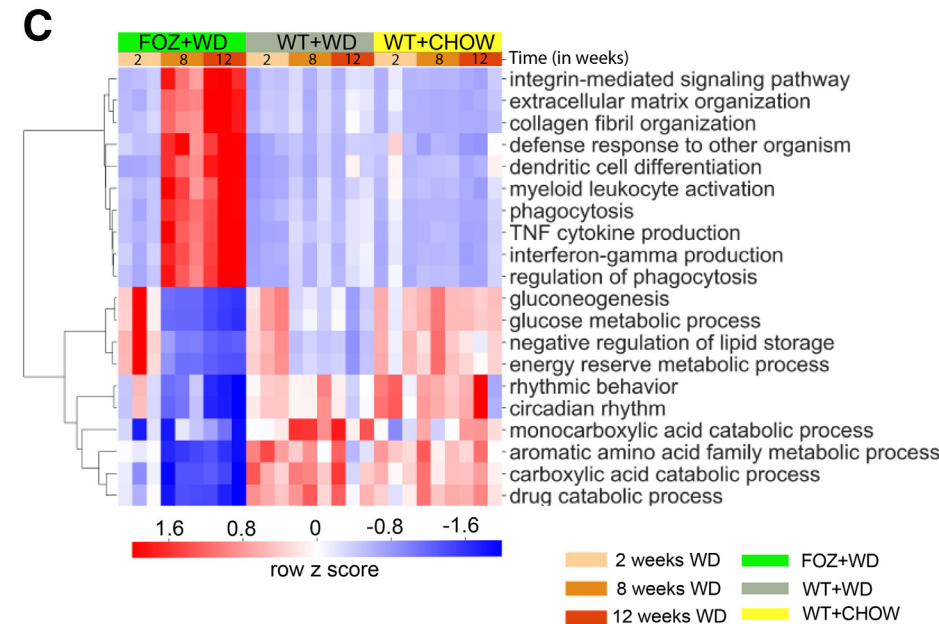 C
FOZ+WD WT+WD WT+CHOW
2 8 12 2 8 12 2 8 12 Time (in weeks)
integrin-mediated signaling pathway
extracellular matrix organization
collagen fibril organization
defense response to other organism
dendritic cell differentiation
myeloid leukocyte activation
phagocytosis
TNF cytokine production
interferon-gamma production
regulation of phagocytosis
gluconeogenesis
glucose metabolic process
negative regulation of lipid storage
energy reserve metabolic process
rhythmic behavior
circadian rhythm
monocarboxylic acid catabolic process
aromatic amino acid family metabolic process
carboxylic acid catabolic process
drug catabolic process
1.6 0.8 0 -0.8 -1.6
row z score
2 weeks WD FOZ+WD
8 weeks WD WT+WD
12 weeks WD WT+CHOW